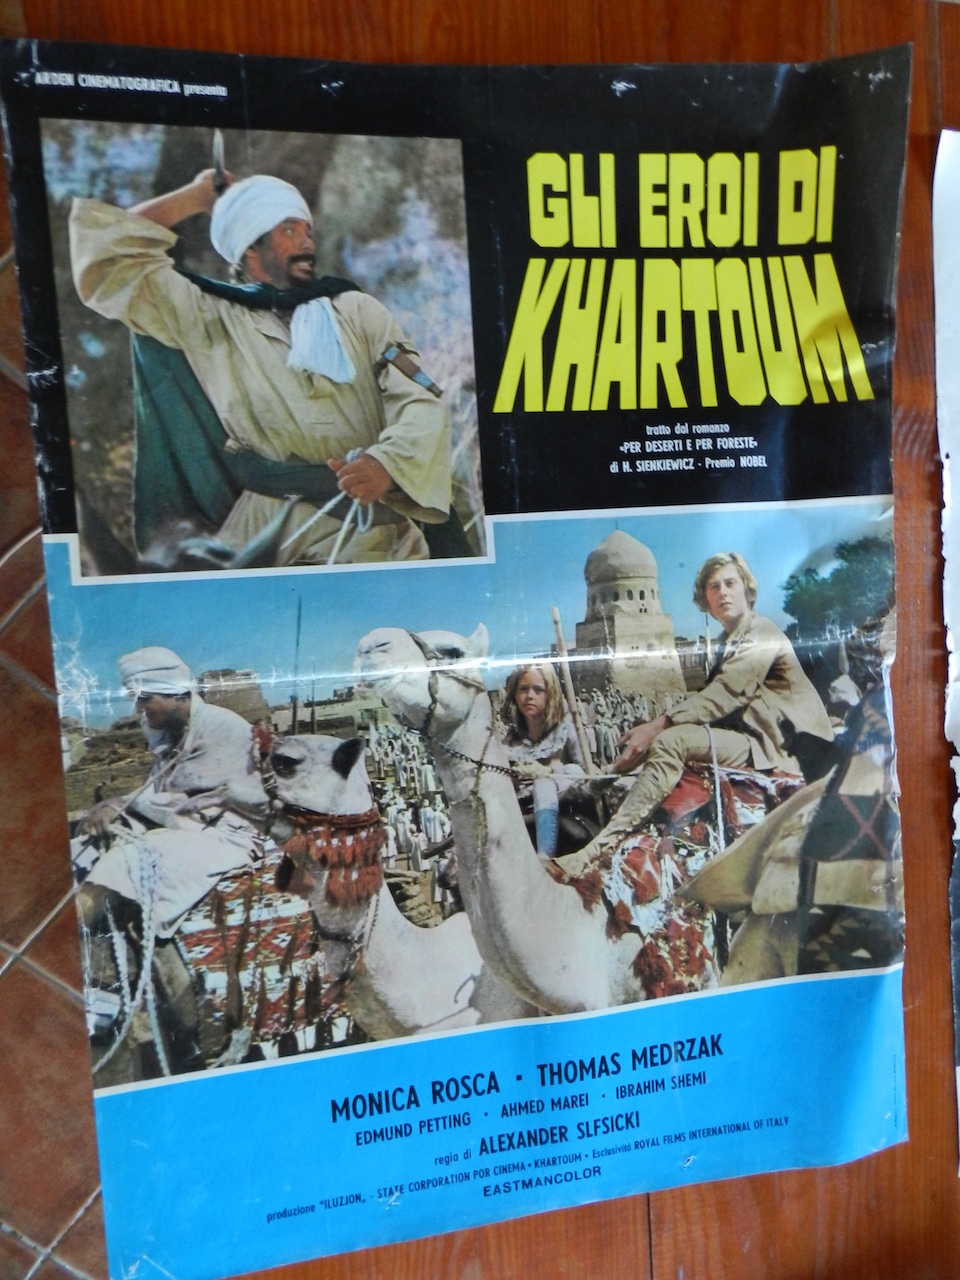 ARDEN CINEMATOGRAFICA presenta
GLI EROI DI
KHARTOUM
tratto dal romanzo
«PER DESERTI E PER FORESTE»
di H. SIENKIEWICZ - Premio NOBEL
MONICA ROSCA - THOMAS MEDRZAK
EDMUND PETTING · AHMED MAREI · IBRAHIM SHEMI
regia di ALEXANDER SLFSICKI
produzione "ILUZJON„ - STATE CORPORATION POR CINEMA • KHARTOUM • Esclusività ROYAL FILMS INTERNATIONAL OF ITALY
EASTMANCOLOR